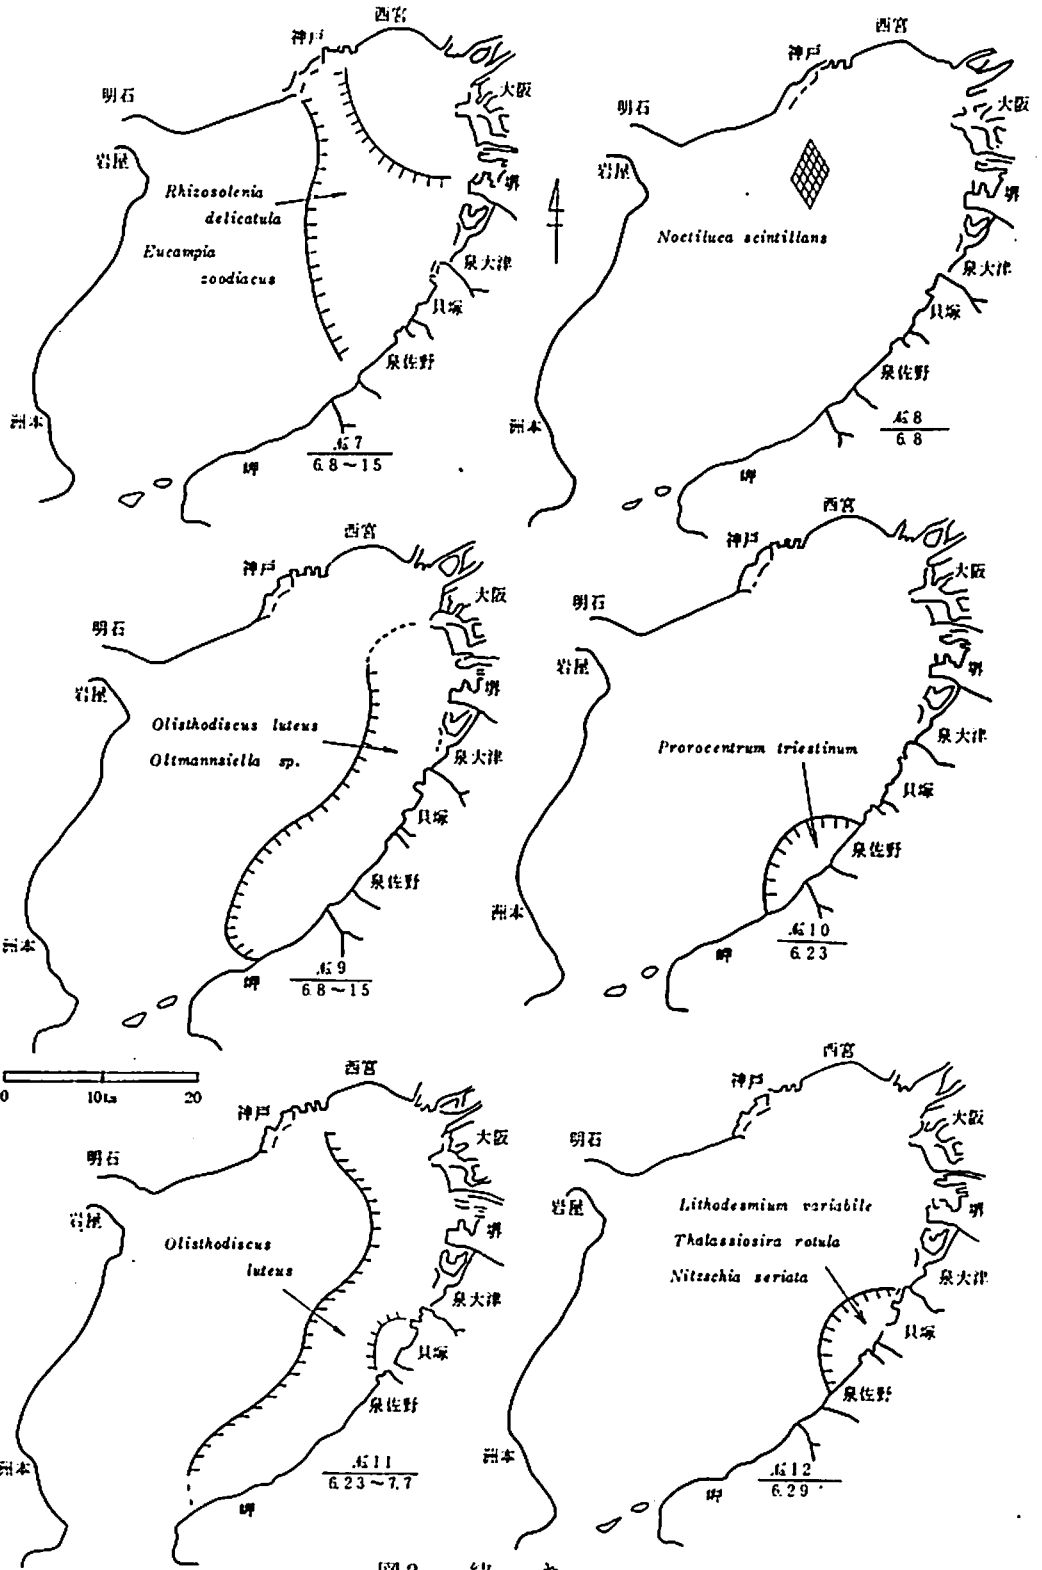 西宮
神戸
明石
大阪
岩屋
堺
Rhizosolenia
delicatula
Eucampia
zoodiacus
泉大津
貝塚
泉佐野
洲本
岬
№7
6.8~15
西宮
神戸
明石
大阪
岩屋
堺
Noctiluca scintillans
泉大津
貝塚
泉佐野
洲本
岬
№8
6.8
西宮
神戸
明石
大阪
岩屋
堺
Olisthodiscus luteus
Oltmannsiella sp.
泉大津
貝塚
泉佐野
洲本
岬
№9
6.8~15
西宮
神戸
明石
大阪
岩屋
堺
Prorocentrum triestinum
泉大津
貝塚
泉佐野
洲本
岬
№10
6.23
0 10 20
西宮
神戸
明石
大阪
岩屋
堺
Olisthodiscus
luteus
泉大津
貝塚
泉佐野
洲本
岬
№11
6.23~7.7
西宮
神戸
明石
大阪
岩屋
堺
Lithodesmium variabile
Thalassiosira rotula
Nitzschia seriata
泉大津
貝塚
泉佐野
洲本
岬
№12
6.29